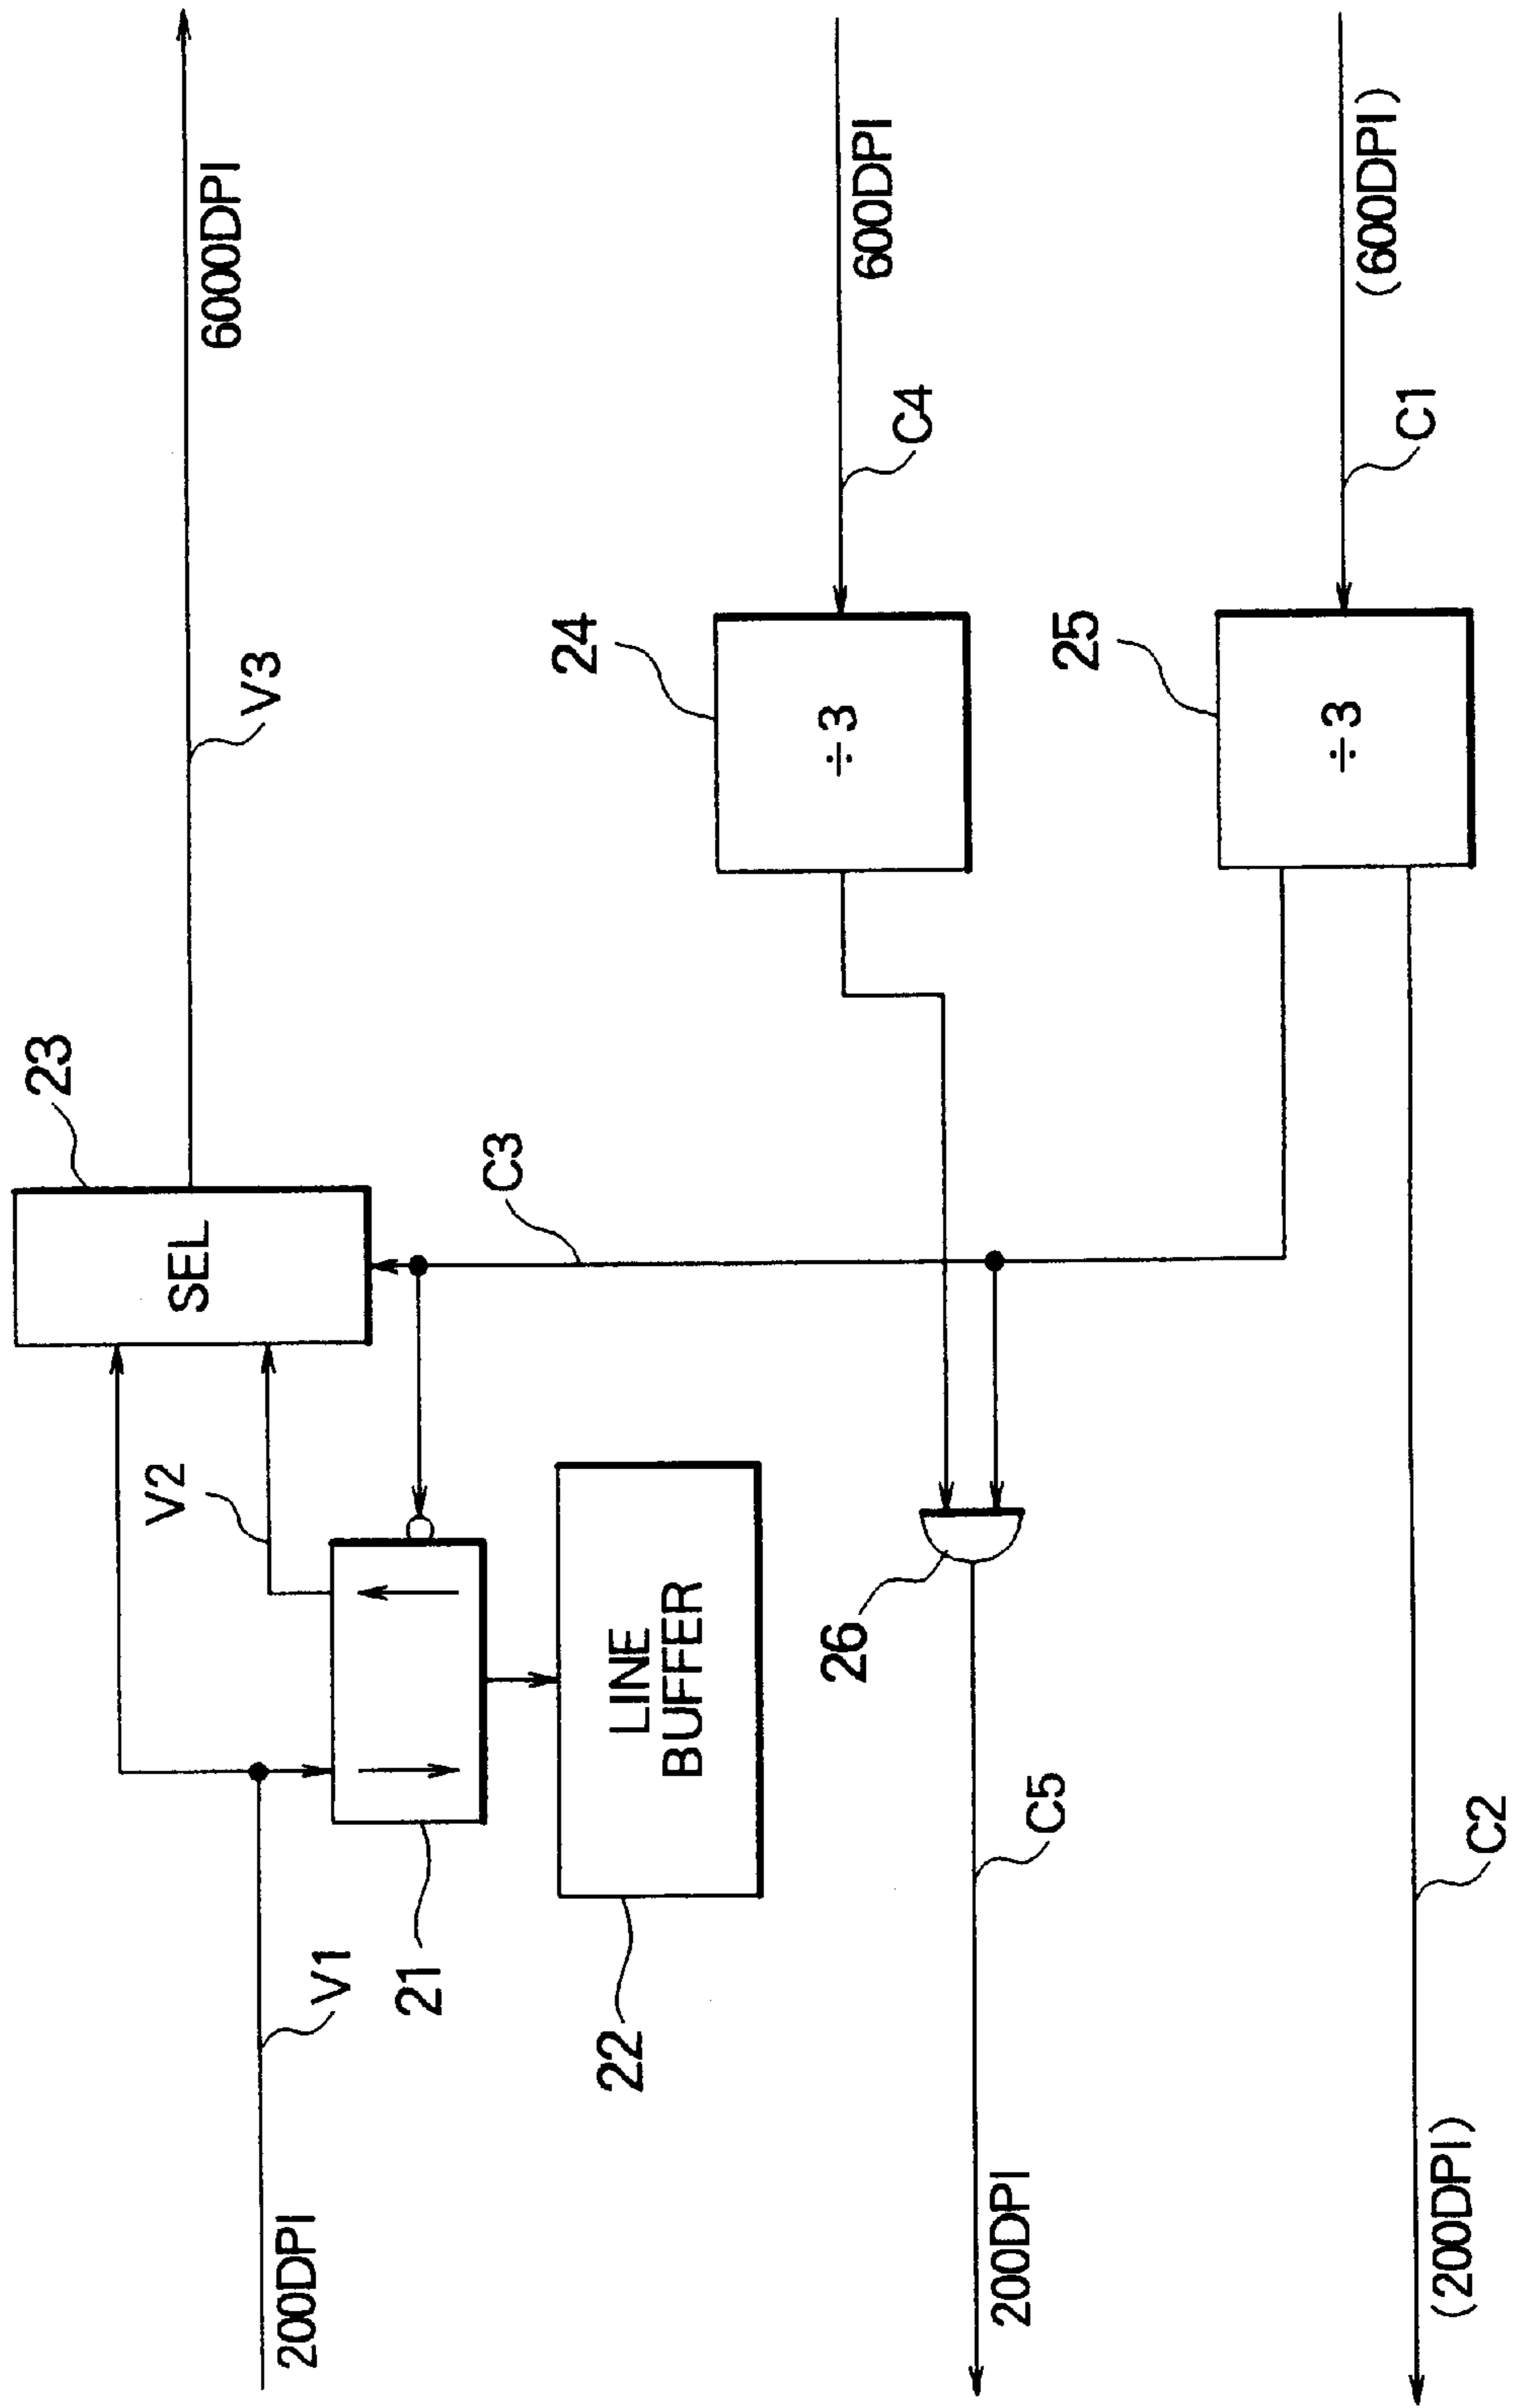 200DPI
V1
21
22
LINE
BUFFER
V2
SEL
23
V3
6000DPI
C3
26
C5
200DPI
24
÷3
C4
600DPI
25
÷3
C1
(600DPI)
C2
(200DPI)